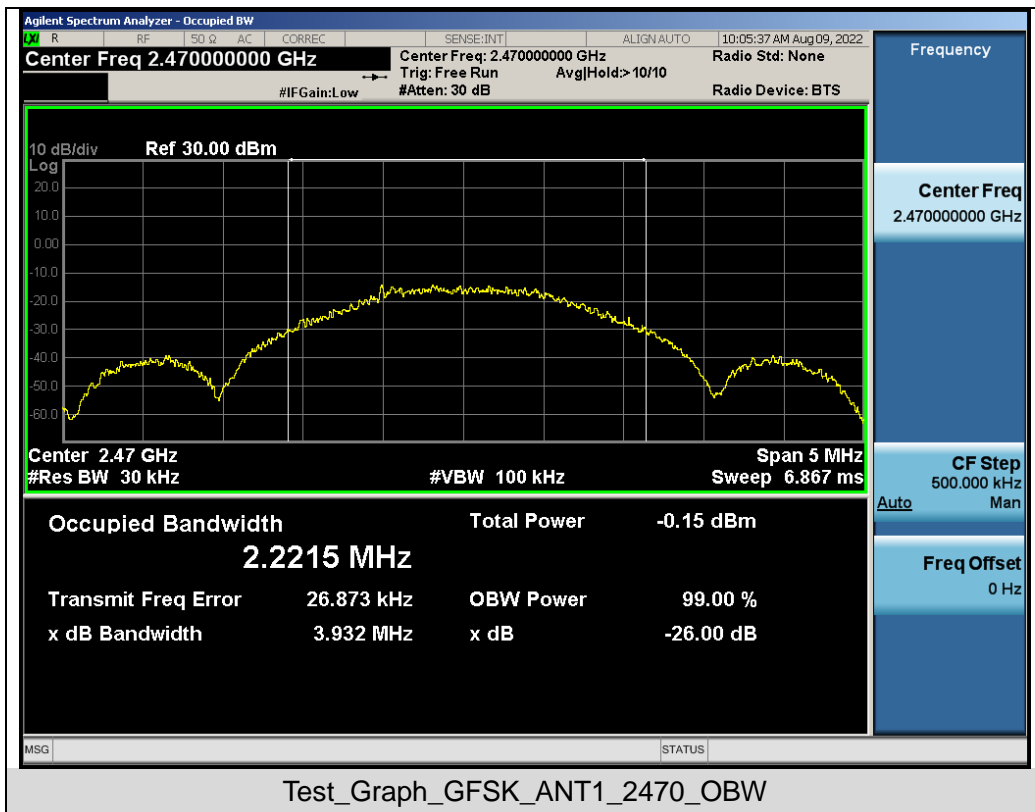 Agilent Spectrum Analyzer - Occupied BW
LXI R RF 50 Ω AC CORREC SENSE:INT ALIGN AUTO 10:05:37 AM Aug 09, 2022
Center Freq 2.470000000 GHz
Center Freq: 2.470000000 GHz
Radio Std: None
Trig: Free Run Avg|Hold:> 10/10
#IFGain:Low
#Atten: 30 dB
Radio Device: BTS
10 dB/div Ref 30.00 dBm
Log
20.0
10.0
0.00
-10.0
-20.0
-30.0
-40.0
-50.0
-60.0
Center 2.47 GHz
Span 5 MHz
#Res BW 30 kHz
#VBW 100 kHz
Sweep 6.867 ms
Occupied Bandwidth
2.2215 MHz
Total Power -0.15 dBm
Transmit Freq Error 26.873 kHz
OBW Power 99.00 %
x dB Bandwidth 3.932 MHz
x dB -26.00 dB
Frequency
Center Freq
2.470000000 GHz
CF Step
500.000 kHz
Auto Man
Freq Offset
0 Hz
MSG STATUS
Test_Graph_GFSK_ANT1_2470_OBW